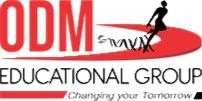 ODM
EDUCATIONAL GROUP
Changing your Tomorrow